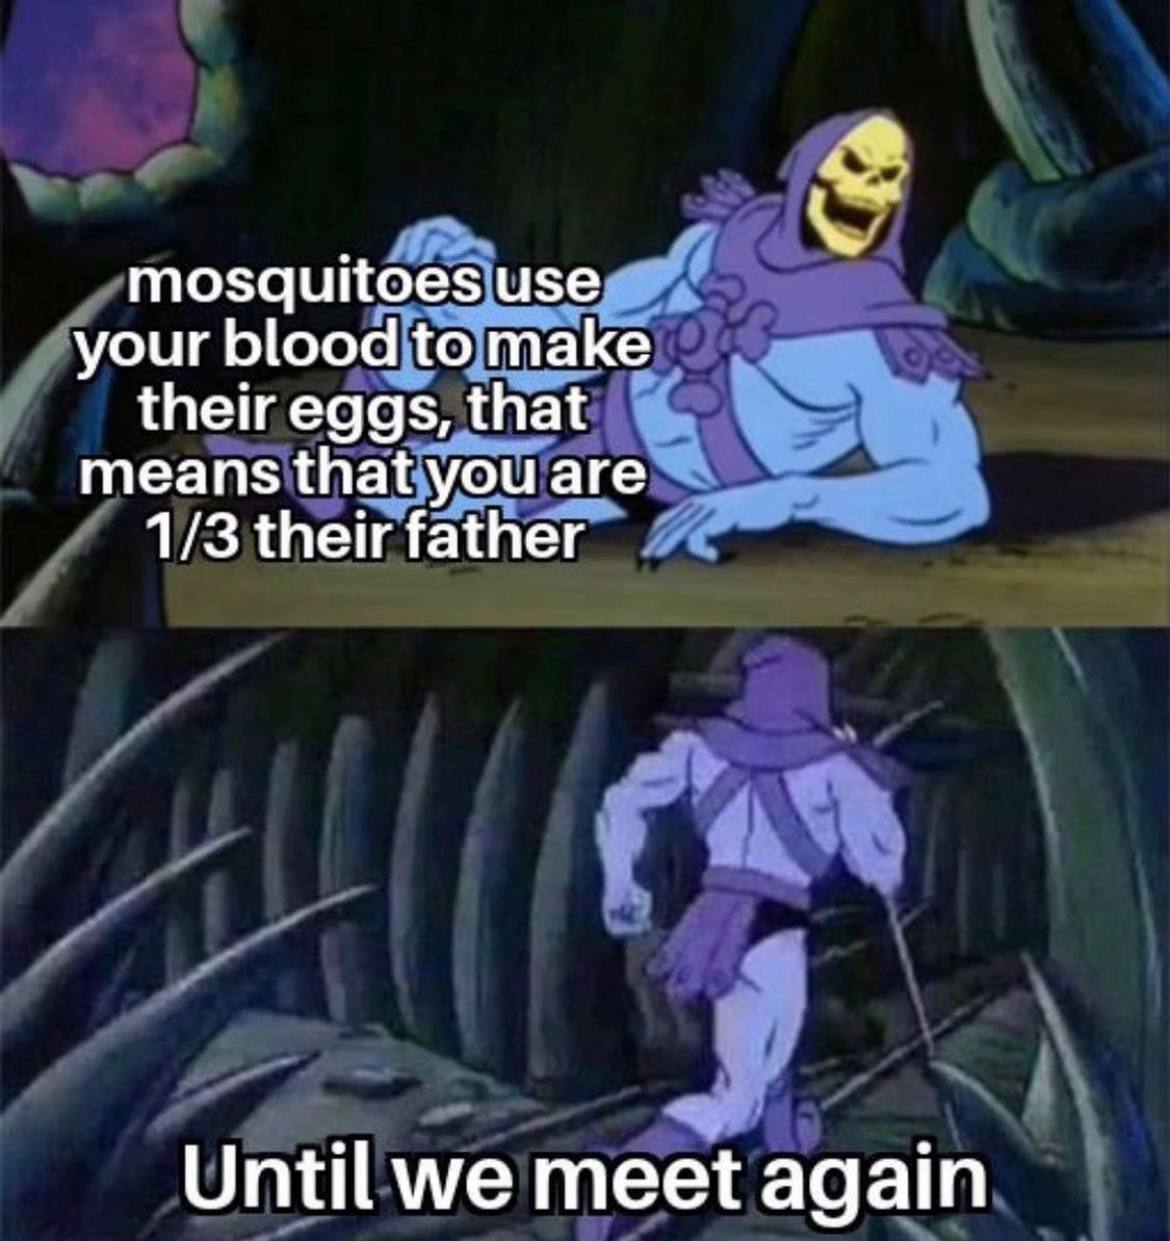 mosquitoes use
your blood to make
their eggs, that
means that you are
1/3 their father
Until we meet again